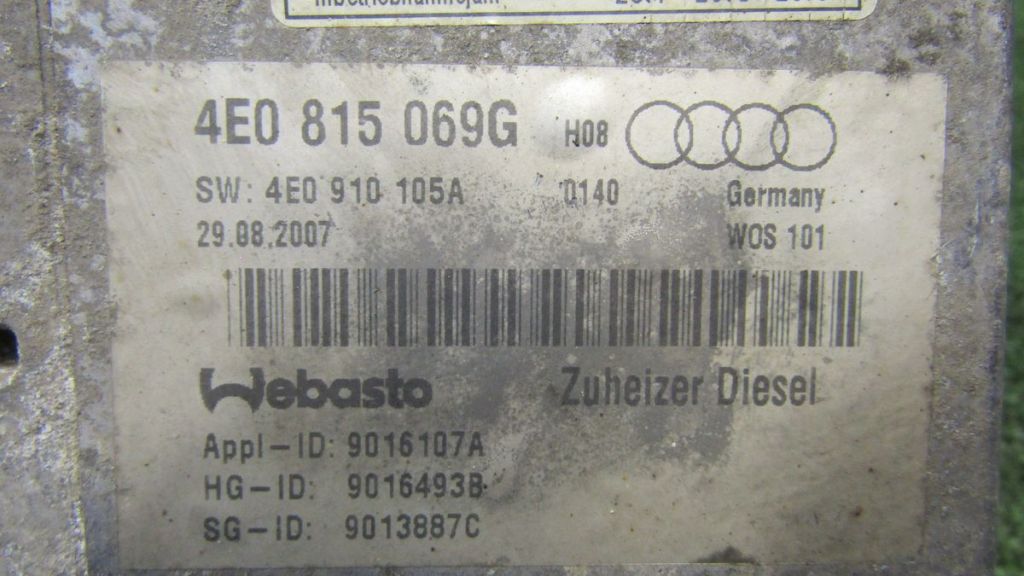 Inbetriebnahmejahr
4E0 815 069G H08
SW: 4E0 910 105A 0140 Germany
29.08.2007 WOS 101
Webasto Zuheizer Diesel
Appl-ID: 9016107A
HG-ID: 9016493B
SG-ID: 9013887C